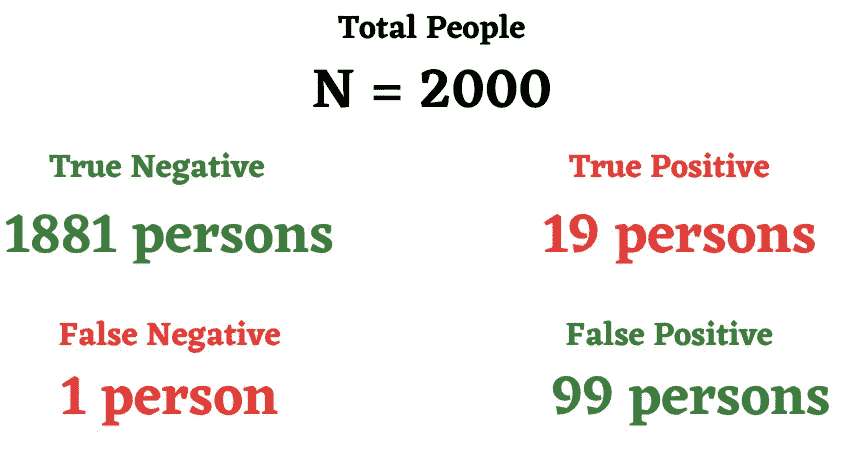 Total People
N = 2000
True Negative
1881 persons
True Positive
19 persons
False Negative
1 person
False Positive
99 persons